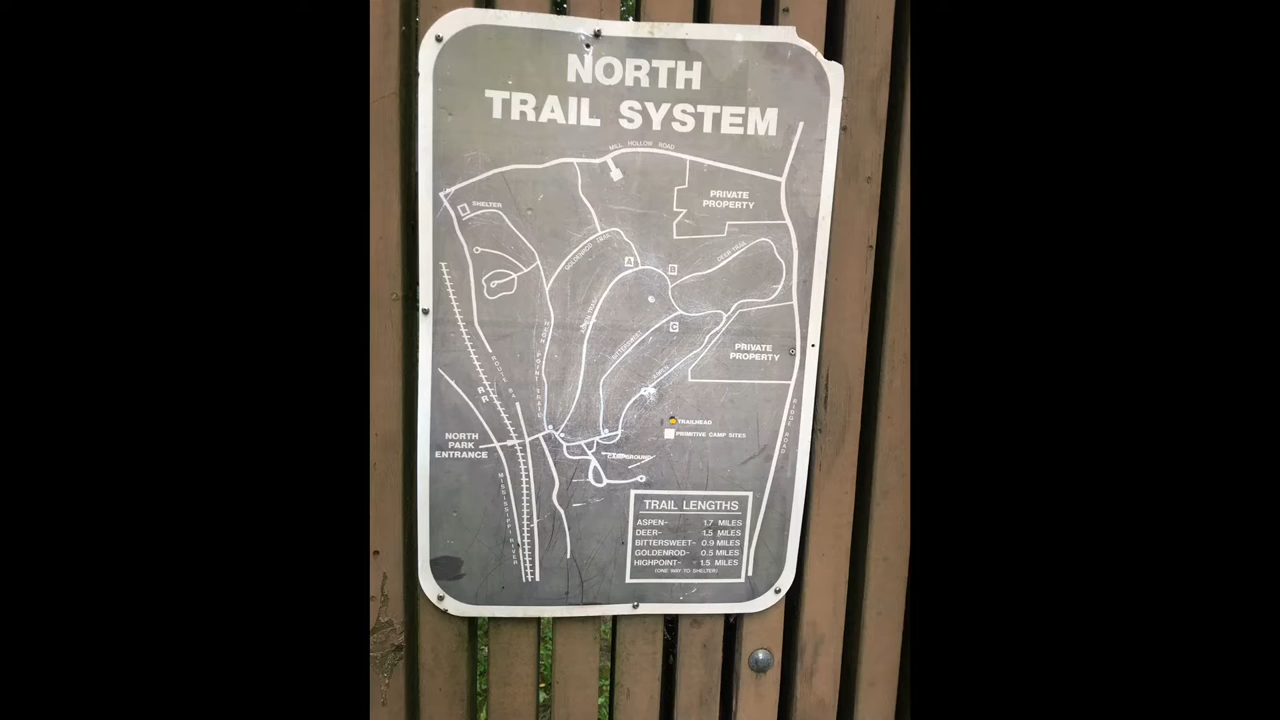 NORTH
TRAIL SYSTEM
MILL HOLLOW ROAD
SHELTER
PRIVATE
PROPERTY
GOLDENROD TRAIL
DEER TRAIL
A
B
ASPEN TRAIL
C
BITTERSWEET
HIGH POINT TRAIL
PRIVATE
PROPERTY
ASPEN
ROUTE 84
RR
RIDGE ROAD
TRAILHEAD
PRIMITIVE CAMP SITES
NORTH
PARK
ENTRANCE
CAMPGROUND
MISSISSIPPI RIVER
TRAIL LENGTHS
ASPEN- 1.7 MILES
DEER- 1.5 MILES
BITTERSWEET- 0.9 MILES
GOLDENROD- 0.5 MILES
HIGHPOINT- 1.5 MILES
(ONE WAY TO SHELTER)